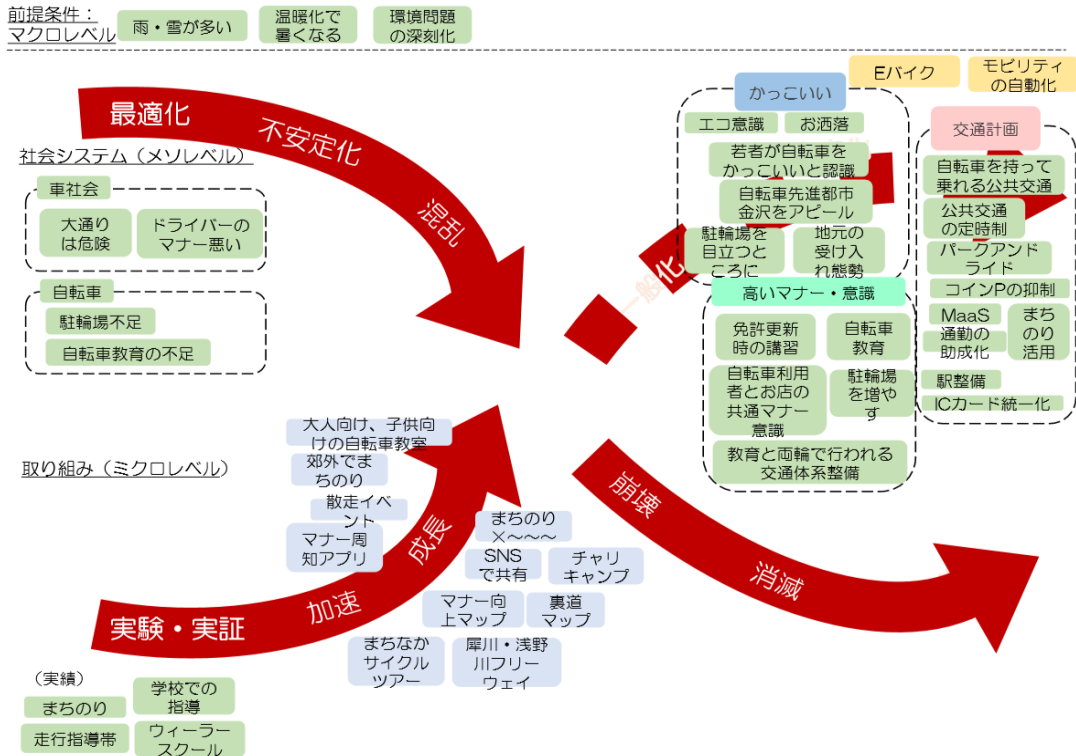 前提条件：
マクロレベル
雨・雪が多い
温暖化で
暑くなる
環境問題
の深刻化
Eバイク
モビリティ
の自動化
かっこいい
エコ意識
お洒落
若者が自転車を
かっこいいと認識
自転車先進都市
金沢をアピール
駐輪場を
目立つところに
地元の
受け入
れ態勢
交通計画
自転車を持って
乗れる公共交通
公共交通
の定時制
パークアンド
ライド
コインPの抑制
MaaS
通勤の
助成化
まち
のり
活用
駅整備
ICカード統一化
最適化
不安定化
混乱
社会システム（メソレベル）
車社会
大通り
は危険
ドライバーの
マナー悪い
自転車
駐輪場不足
自転車教育の不足
一般化
高いマナー・意識
免許更新
時の講習
自転車
教育
自転車利用
者とお店の
共通マナー
意識
駐輪場
を増や
す
教育と両輪で行われる
交通体系整備
取り組み（ミクロレベル）
大人向け、子供向
けの自転車教室
郊外でま
ちのり
散走イベ
ント
マナー周
知アプリ
まちのり
×～～～
SNS
で共有
チャリ
キャンプ
マナー向
上マップ
裏道
マップ
まちなか
サイクル
ツアー
犀川・浅野
川フリー
ウェイ
実験・実証
加速
成長
崩壊
消滅
（実績）
まちのり
学校での
指導
走行指導帯
ウィーラー
スクール